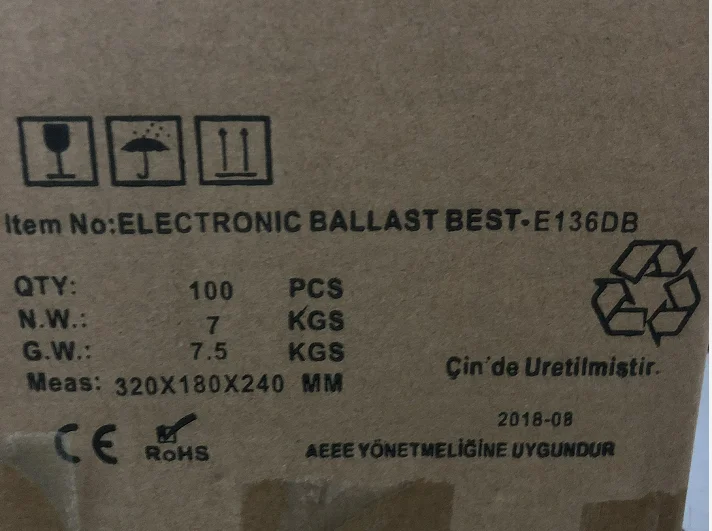 Item No:ELECTRONIC BALLAST BEST-E136DB
QTY: 100 PCS
N.W.: 7 KGS
G.W.: 7.5 KGS
Meas: 320X180X240 MM
Çin'de Uretilmistir.
2018-08
CE RoHS AEEE YÖNETMELİĞİNE UYGUNDUR